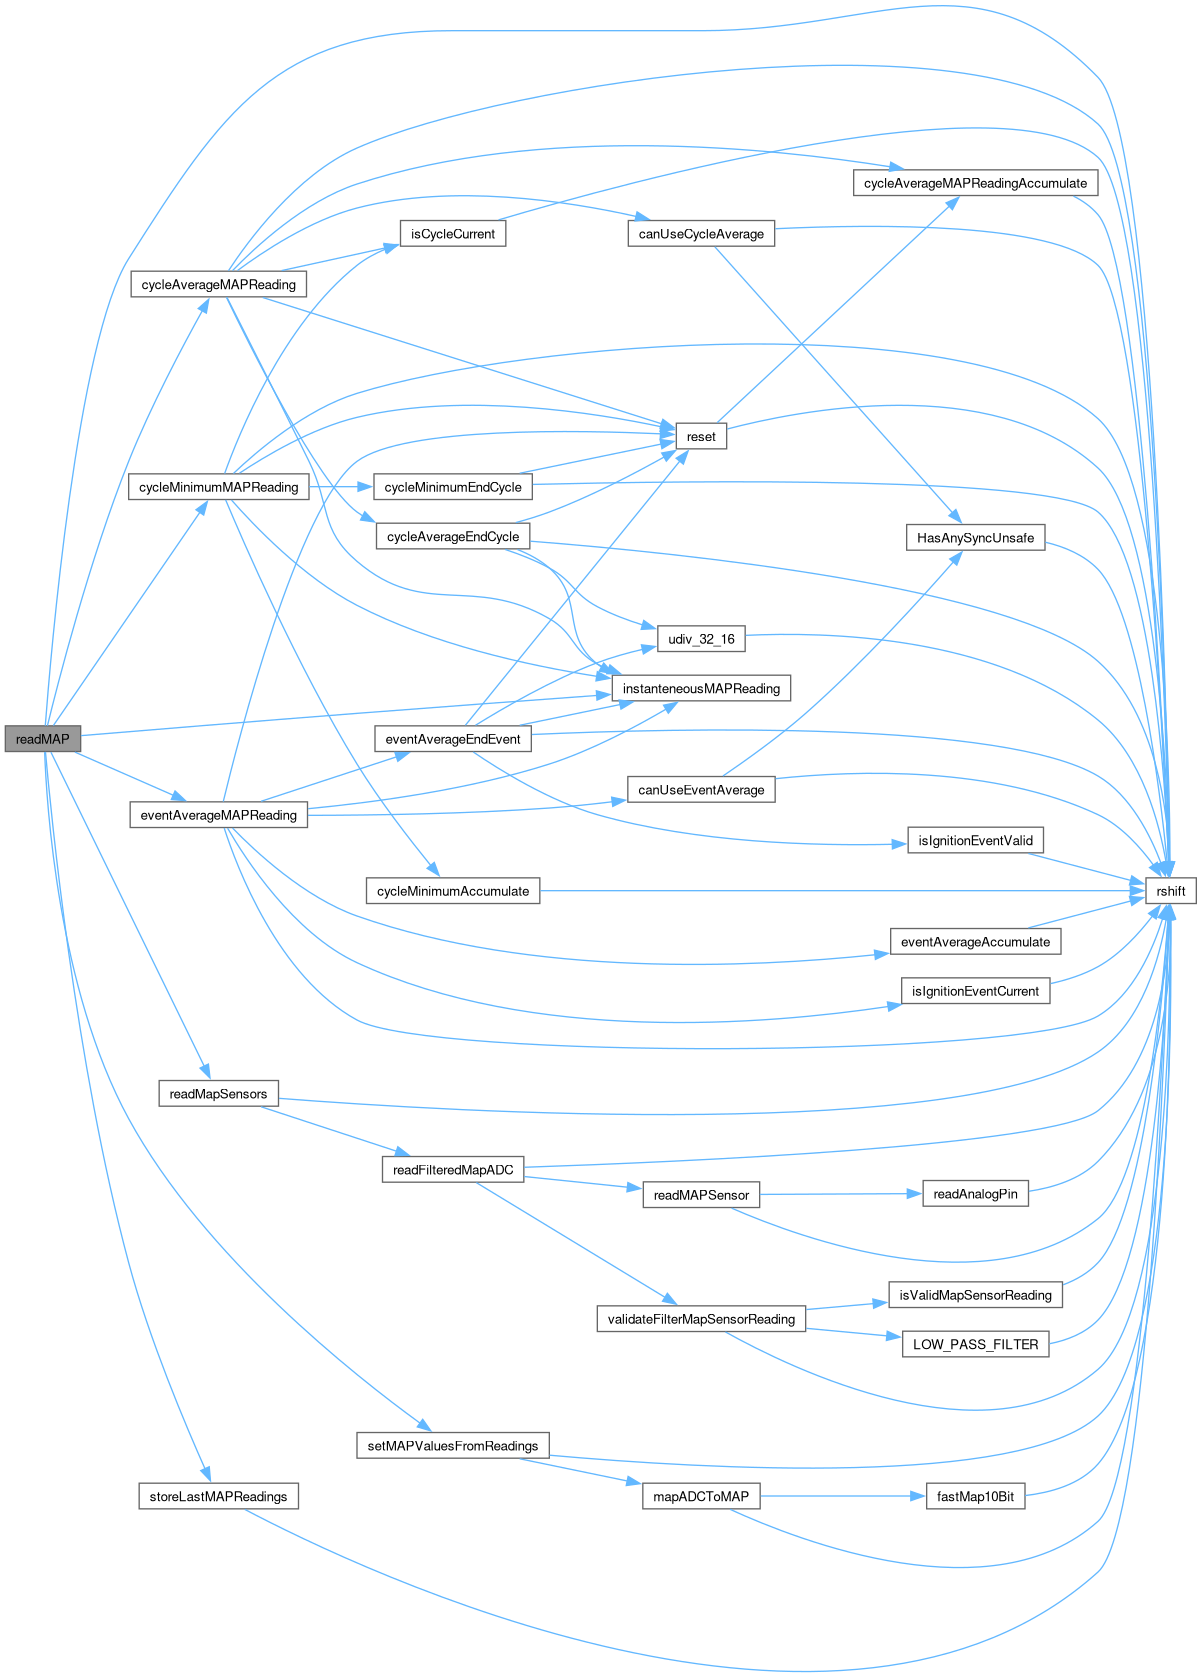 cycleAverageMAPReadingAccumulate
isCycleCurrent
canUseCycleAverage
cycleAverageMAPReading
reset
cycleMinimumMAPReading
cycleMinimumEndCycle
cycleAverageEndCycle
HasAnySyncUnsafe
udiv_32_16
instanteneousMAPReading
readMAP
eventAverageEndEvent
canUseEventAverage
eventAverageMAPReading
isIgnitionEventValid
cycleMinimumAccumulate
rshift
eventAverageAccumulate
isIgnitionEventCurrent
readMapSensors
readFilteredMapADC
readMAPSensor
readAnalogPin
isValidMapSensorReading
validateFilterMapSensorReading
LOW_PASS_FILTER
setMAPValuesFromReadings
storeLastMAPReadings
mapADCToMAP
fastMap10Bit